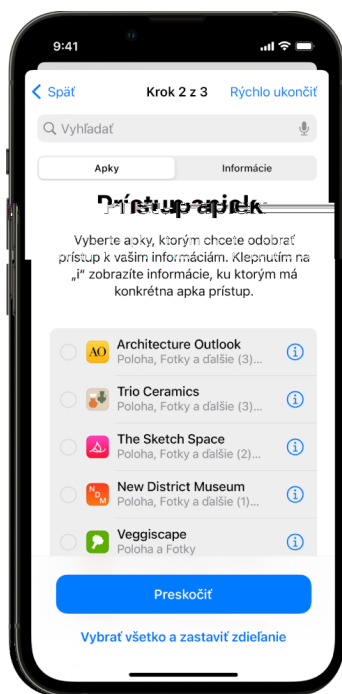 9:41
Späť
Krok 2 z 3
Rýchlo ukončiť
Vyhľadať
Apky
Informácie
Prístup apiek
Vyberte apky, ktorým chcete odobrať
prístup k vašim informáciám. Klepnutím na
„i“ zobrazíte informácie, ku ktorým má
konkrétna apka prístup.
AO
Architecture Outlook
Poloha, Fotky a ďalšie (3)...
Trio Ceramics
Poloha, Fotky a ďalšie (3)...
The Sketch Space
Poloha, Fotky a ďalšie (2)...
NDM
New District Museum
Poloha, Fotky a ďalšie (1)...
Veggiscape
Poloha a Fotky
Preskočiť
Vybrať všetko a zastaviť zdieľanie